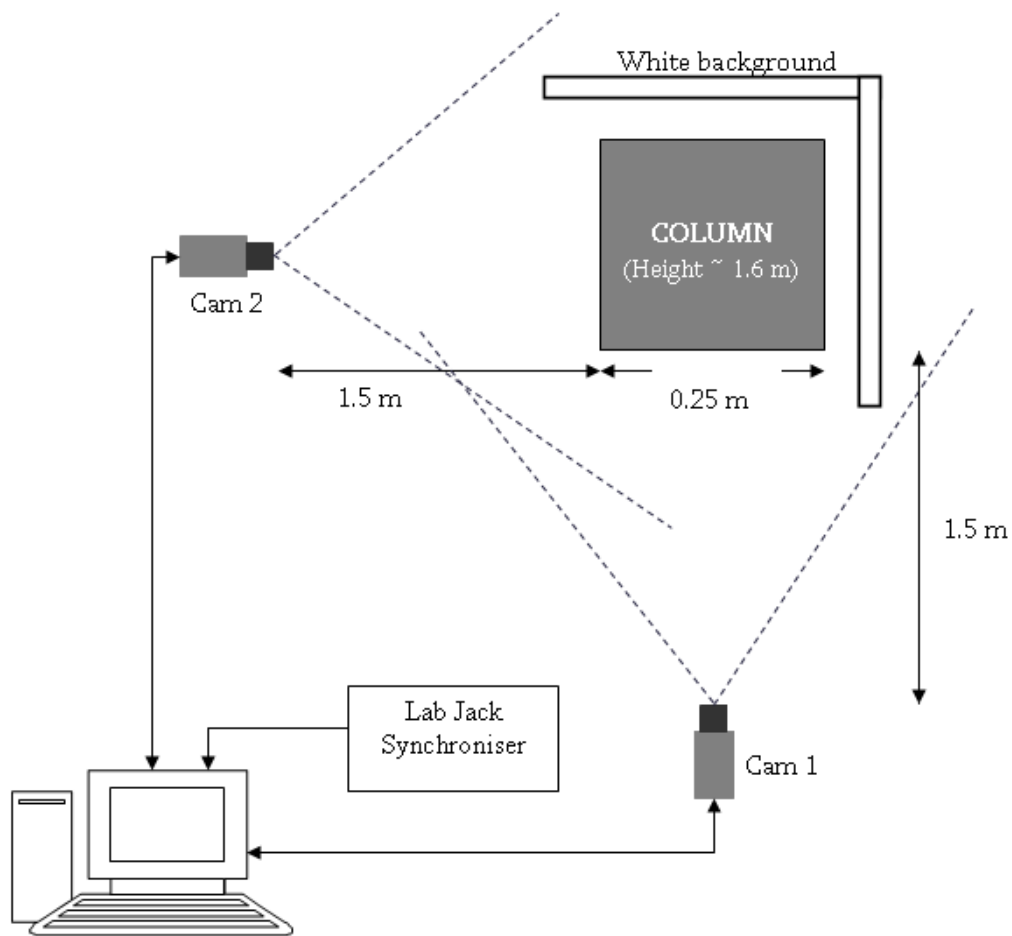 White background
COLUMN
(Height ~ 1.6 m)
Cam 2
1.5 m
0.25 m
1.5 m
Lab Jack
Synchroniser
Cam 1